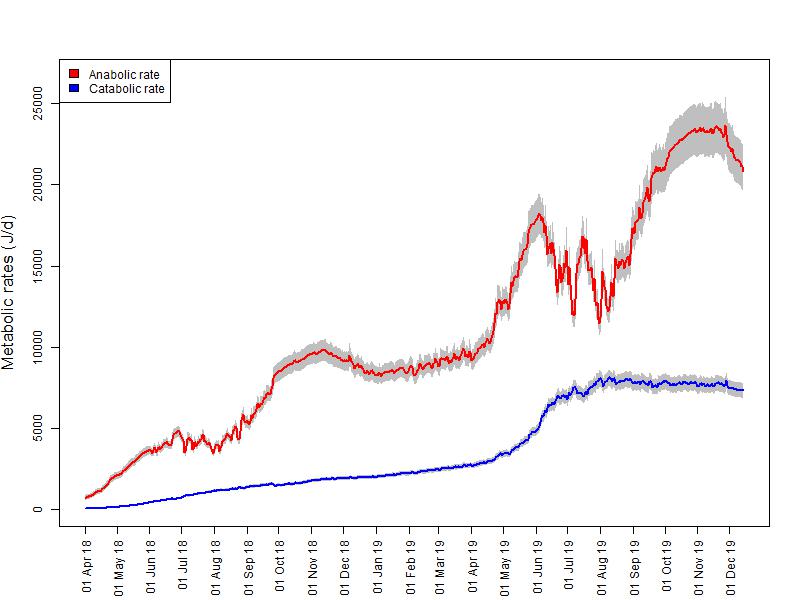 Anabolic rate
Catabolic rate
Metabolic rates (J/d)
25000
20000
15000
10000
5000
0
01 Apr 18
01 May 18
01 Jun 18
01 Jul 18
01 Aug 18
01 Sep 18
01 Oct 18
01 Nov 18
01 Dec 18
01 Jan 19
01 Feb 19
01 Mar 19
01 Apr 19
01 May 19
01 Jun 19
01 Jul 19
01 Aug 19
01 Sep 19
01 Oct 19
01 Nov 19
01 Dec 19